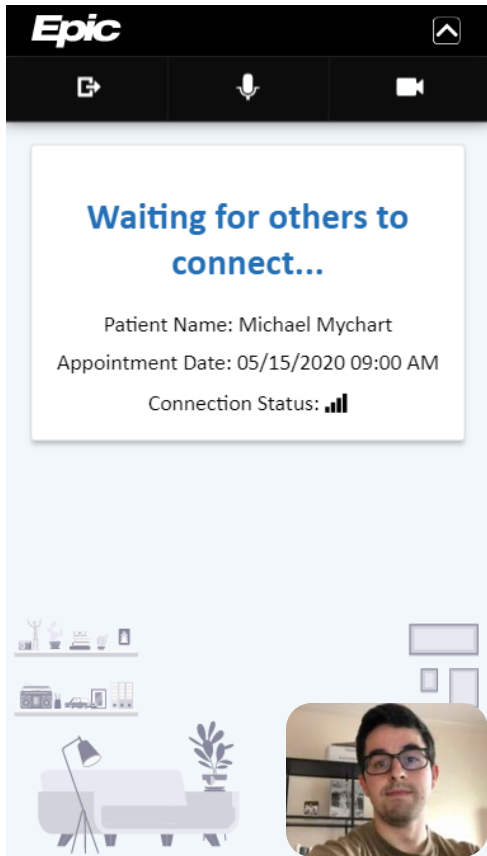 Epic
Waiting for others to
connect...
Patient Name: Michael Mychart
Appointment Date: 05/15/2020 09:00 AM
Connection Status: